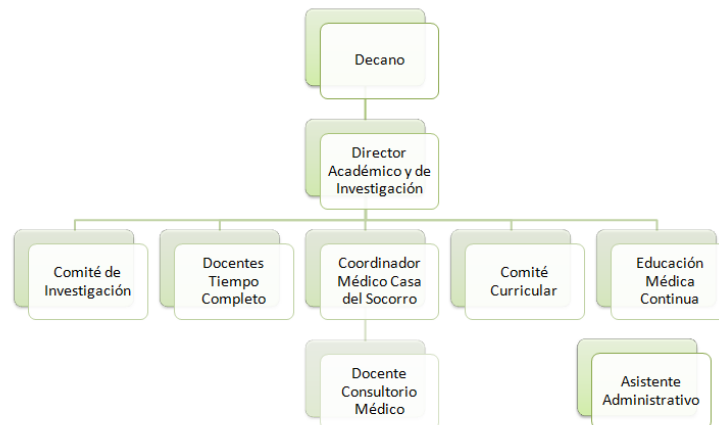 Decano
Director
Académico y de
Investigación
Comité de
Investigación
Docentes
Tiempo
Completo
Coordinador
Médico Casa
del Socorro
Comité
Curricular
Educación
Médica
Continua
Docente
Consultorio
Médico
Asistente
Administrativo